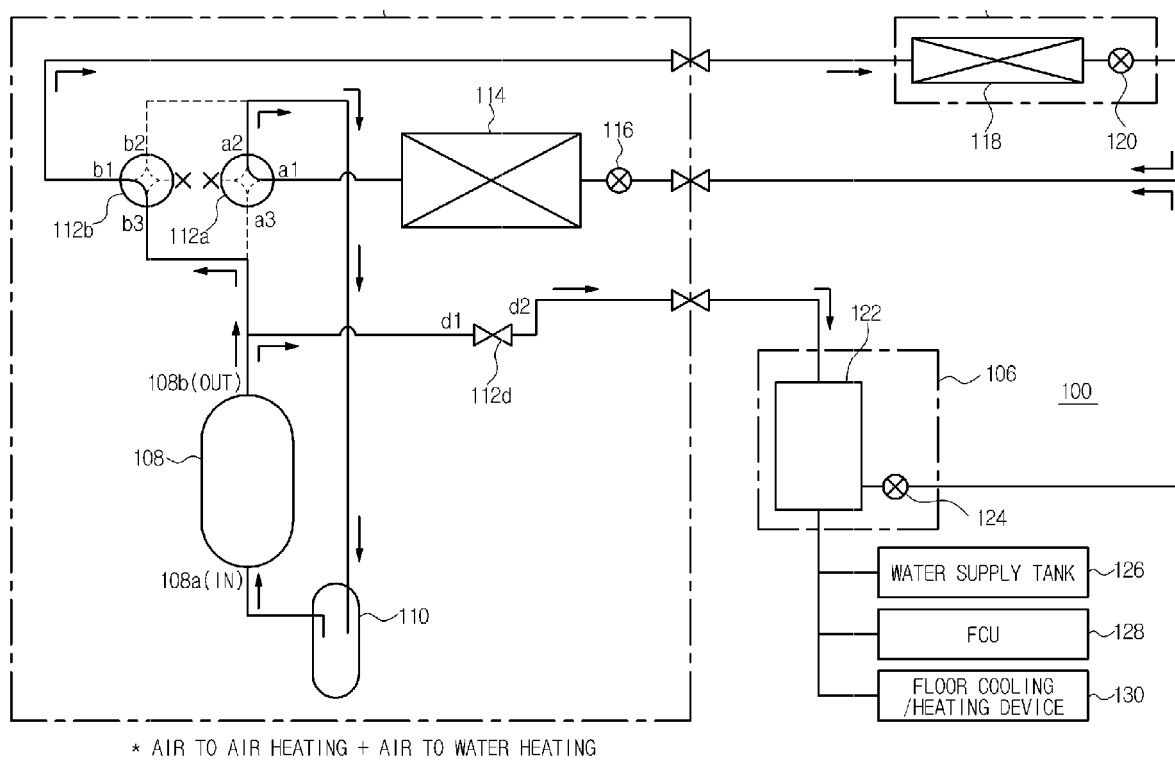 114
116
118
120
b2
a2
b1
a1
b3
a3
112b
112a
d1
d2
112d
122
106
100
108b(OUT)
108
124
108a(IN)
110
WATER SUPPLY TANK
126
FCU
128
FLOOR COOLING
/HEATING DEVICE
130
* AIR TO AIR HEATING + AIR TO WATER HEATING